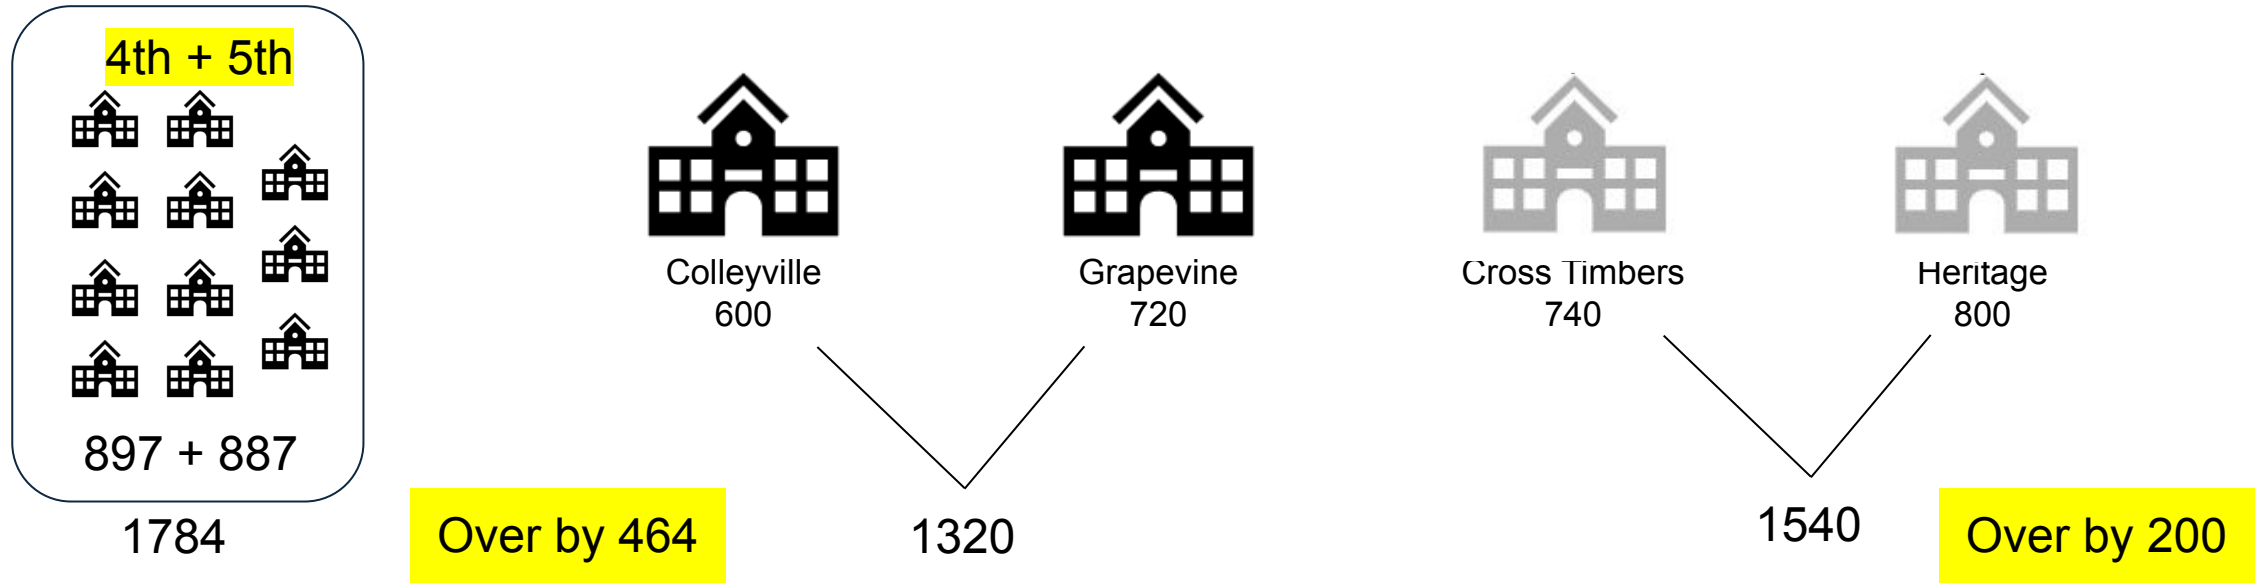 4th + 5th
897 + 887
1784
Over by 464
Colleyville
600
Grapevine
720
1320
Cross Timbers
740
Heritage
800
1540
Over by 200